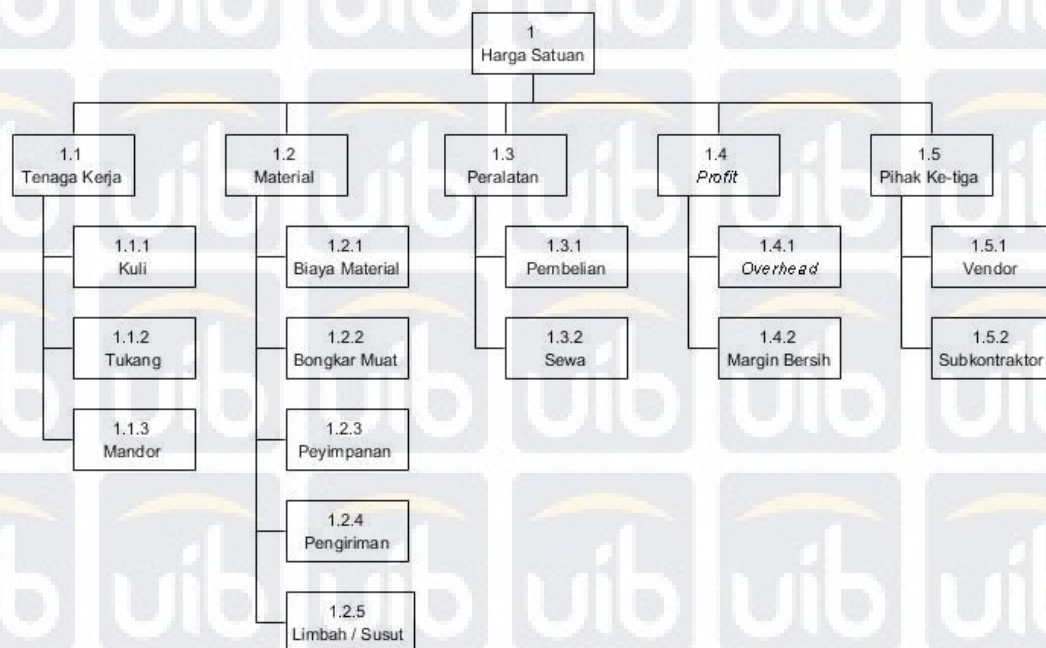 1
Harga Satuan
1.1
Tenaga Kerja
1.2
Material
1.3
Peralatan
1.4
Profit
1.5
Pihak Ke-tiga
1.1.1
Kuli
1.2.1
Biaya Material
1.3.1
Pembelian
1.4.1
Overhead
1.5.1
Vendor
1.1.2
Tukang
1.2.2
Bongkar Muat
1.3.2
Sewa
1.4.2
Margin Bersih
1.5.2
Subkontraktor
1.1.3
Mandor
1.2.3
Peyimpanan
1.2.4
Pengiriman
1.2.5
Limbah / Susut
uib